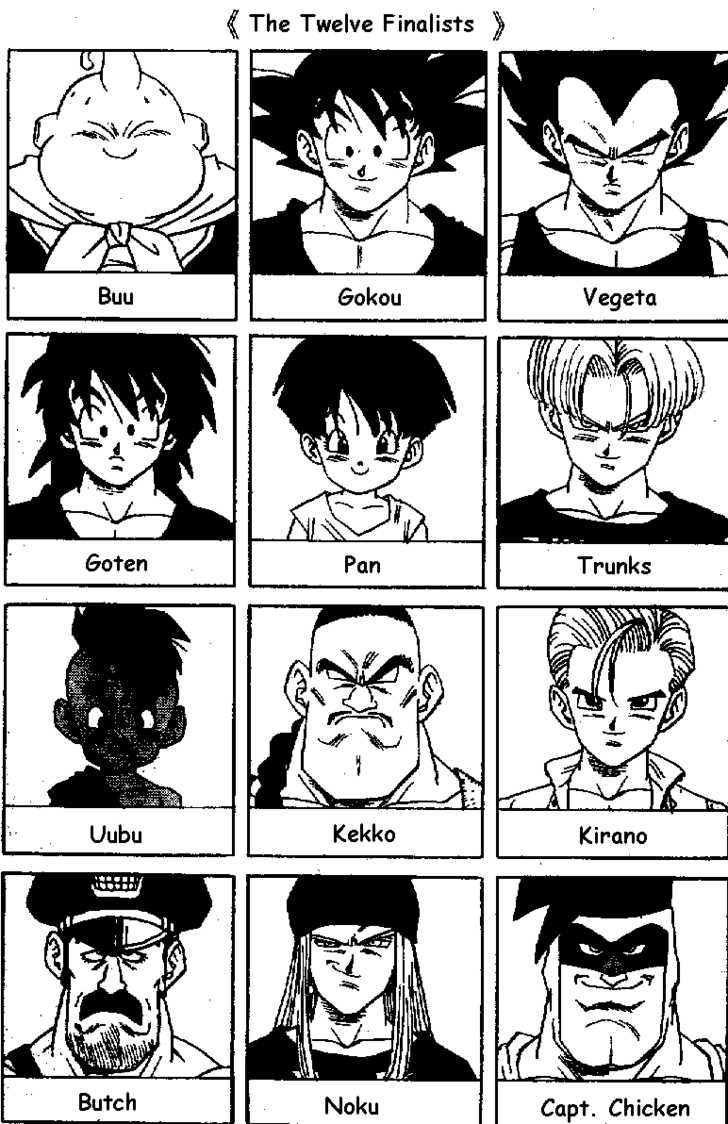 《 The Twelve Finalists 》
Buu
Gokou
Vegeta
Goten
Pan
Trunks
Uubu
Kekko
Kirano
Butch
Noku
Capt. Chicken